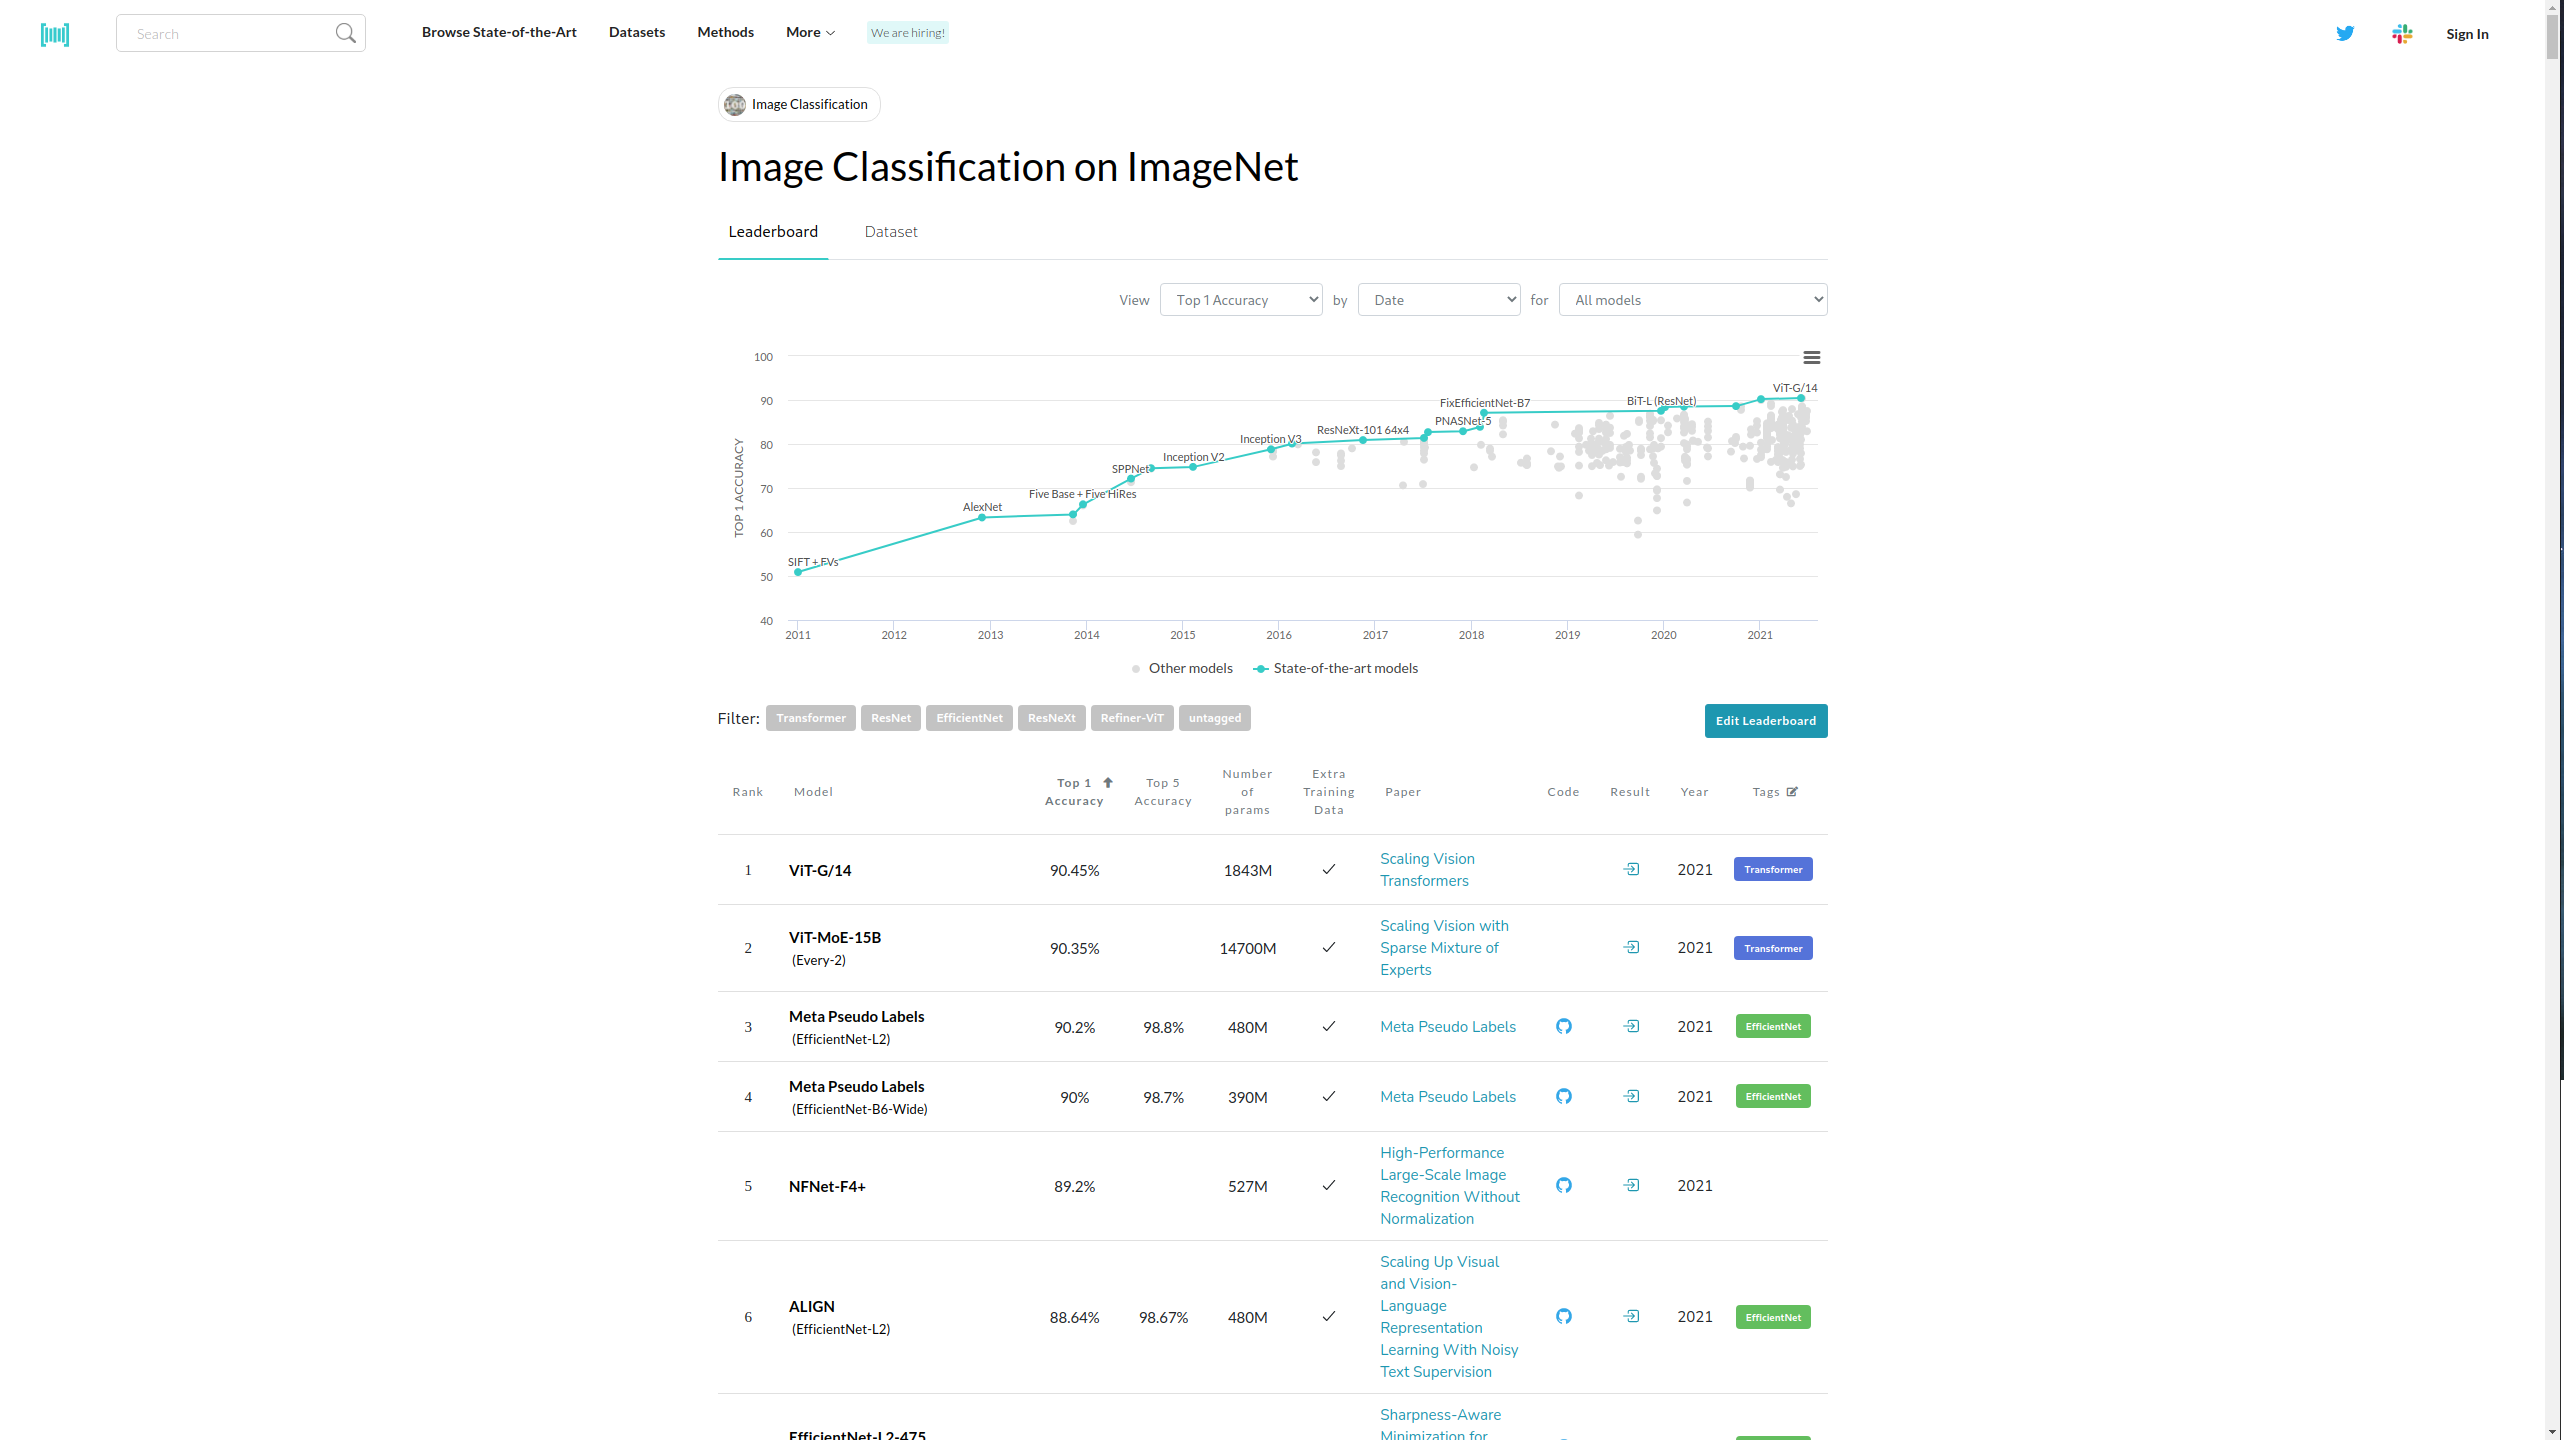 Search
Browse State-of-the-Art
Datasets
Methods
More
We are hiring!
Sign In
Image Classification
Image Classification on ImageNet
Leaderboard
Dataset
View Top 1 Accuracy by Date for All models
TOP 1 ACCURACY
100
90
80
70
60
50
40
2011 2012 2013 2014 2015 2016 2017 2018 2019 2020 2021
SIFT + FVs
AlexNet
Five Base + Five HiRes
SPPNet
Inception V2
Inception V3
ResNeXt-101 64x4
PNASNet-5
FixEfficientNet-B7
BiT-L (ResNet)
ViT-G/14
Other models State-of-the-art models
Filter: Transformer ResNet EfficientNet ResNeXt Refiner-ViT untagged
Edit Leaderboard
Rank
Model
Top 1
Accuracy
Top 5
Accuracy
Number
of
params
Extra
Training
Data
Paper
Code
Result
Year
Tags
1
ViT-G/14
90.45%
1843M
Scaling Vision
Transformers
2021
Transformer
2
ViT-MoE-15B
(Every-2)
90.35%
14700M
Scaling Vision with
Sparse Mixture of
Experts
2021
Transformer
3
Meta Pseudo Labels
(EfficientNet-L2)
90.2%
98.8%
480M
Meta Pseudo Labels
2021
EfficientNet
4
Meta Pseudo Labels
(EfficientNet-B6-Wide)
90%
98.7%
390M
Meta Pseudo Labels
2021
EfficientNet
5
NFNet-F4+
89.2%
527M
High-Performance
Large-Scale Image
Recognition Without
Normalization
2021
6
ALIGN
(EfficientNet-L2)
88.64%
98.67%
480M
Scaling Up Visual
and Vision-
Language
Representation
Learning With Noisy
Text Supervision
2021
EfficientNet
EfficientNet-L2-475
Sharpness-Aware
Minimization for